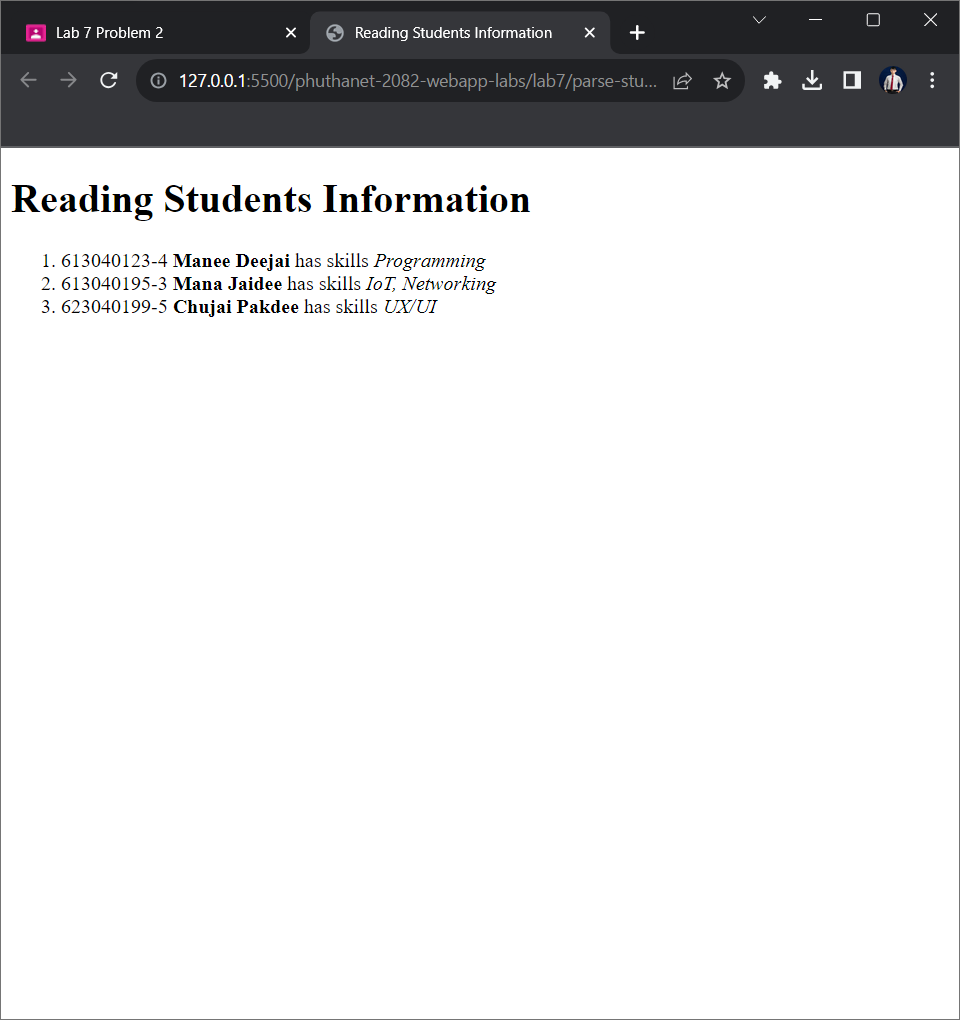 Lab 7 Problem 2
Reading Students Information
127.0.0.1:5500/phuthanet-2082-webapp-labs/lab7/parse-stu...
Reading Students Information
1. 613040123-4 Manee Deejai has skills Programming
2. 613040195-3 Mana Jaidee has skills IoT, Networking
3. 623040199-5 Chujai Pakdee has skills UX/UI